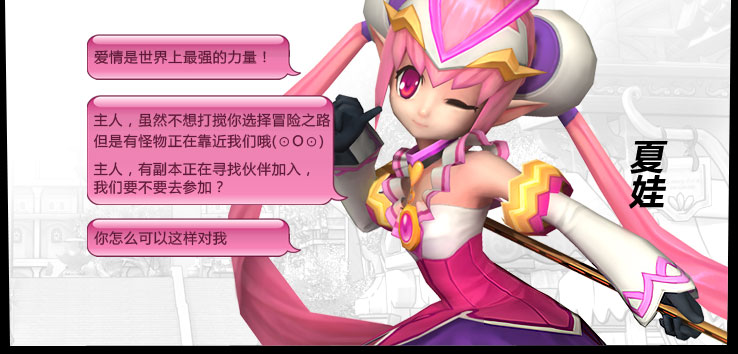 爱情是世界上最强的力量！
主人，虽然不想打搅你选择冒险之路
但是有怪物正在靠近我们哦(⊙O⊙)
主人，有副本正在寻找伙伴加入，
我们要不要去参加？
你怎么可以这样对我
夏娃